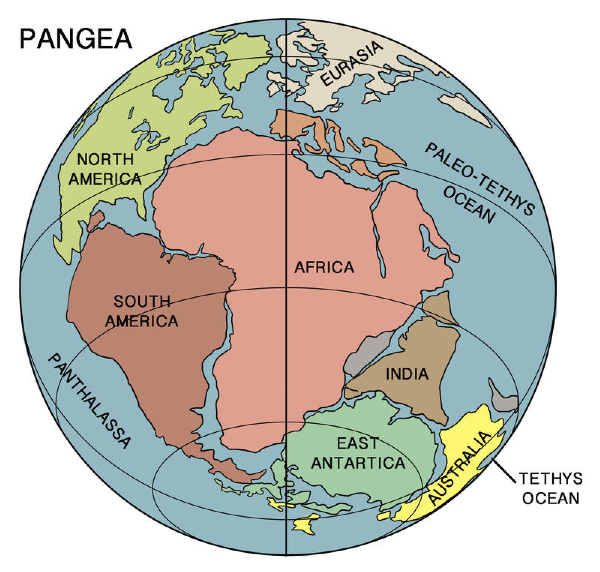 PANGEA
EURASIA
NORTH
AMERICA
PALEO-TETHYS
OCEAN
AFRICA
SOUTH
AMERICA
PANTHALASSA
INDIA
EAST
ANTARTICA
AUSTRALIA
TETHYS
OCEAN